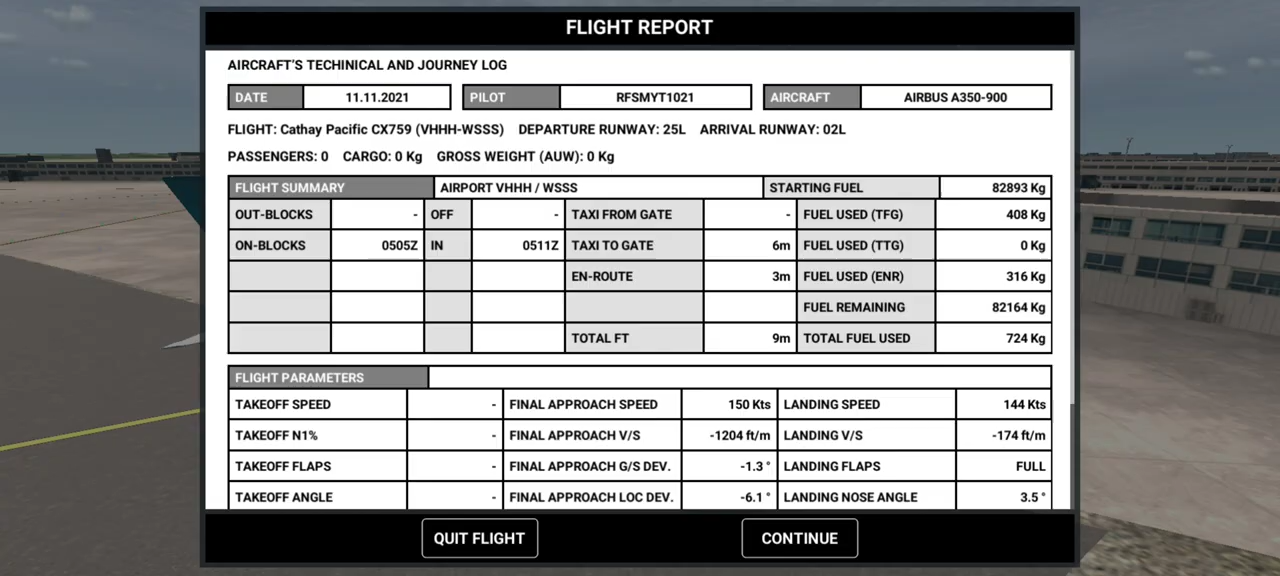 FLIGHT REPORT
AIRCRAFT'S TECHINICAL AND JOURNEY LOG
DATE 11.11.2021 PILOT RFSMYT1021 AIRCRAFT AIRBUS A350-900
FLIGHT: Cathay Pacific CX759 (VHHH-WSSS) DEPARTURE RUNWAY: 25L ARRIVAL RUNWAY: 02L
PASSENGERS: 0 CARGO: 0 Kg GROSS WEIGHT (AUW): 0 Kg
FLIGHT SUMMARY AIRPORT VHHH / WSSS STARTING FUEL 82893 Kg
OUT-BLOCKS - OFF - TAXI FROM GATE - FUEL USED (TFG) 408 Kg
ON-BLOCKS 0505Z IN 0511Z TAXI TO GATE 6m FUEL USED (TTG) 0 Kg
EN-ROUTE 3m FUEL USED (ENR) 316 Kg
FUEL REMAINING 82164 Kg
TOTAL FT 9m TOTAL FUEL USED 724 Kg
FLIGHT PARAMETERS
TAKEOFF SPEED - FINAL APPROACH SPEED 150 Kts LANDING SPEED 144 Kts
TAKEOFF N1% - FINAL APPROACH V/S -1204 ft/m LANDING V/S -174 ft/m
TAKEOFF FLAPS - FINAL APPROACH G/S DEV. -1.3 ° LANDING FLAPS FULL
TAKEOFF ANGLE - FINAL APPROACH LOC DEV. -6.1 ° LANDING NOSE ANGLE 3.5 °
QUIT FLIGHT CONTINUE